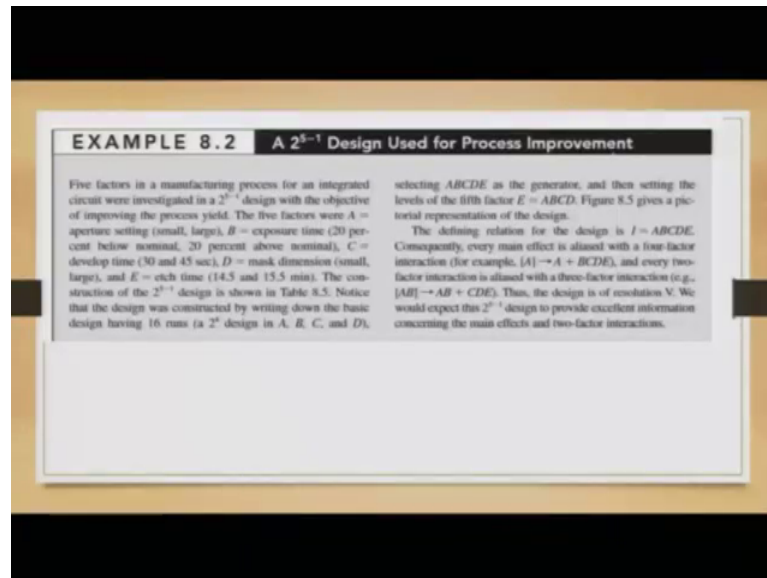 EXAMPLE 8.2 A 2⁵⁻¹ Design Used for Process Improvement
Five factors in a manufacturing process for an integrated
circuit were investigated in a 2⁵⁻¹ design with the objective
of improving the process yield. The five factors were A =
aperture setting (small, large), B = exposure time (20 per-
cent below nominal, 20 percent above nominal), C =
develop time (30 and 45 sec), D = mask dimension (small,
large), and E = etch time (14.5 and 15.5 min). The con-
struction of the 2⁵⁻¹ design is shown in Table 8.5. Notice
that the design was constructed by writing down the basic
design having 16 runs (a 2⁴ design in A, B, C, and D),
selecting ABCDE as the generator, and then setting the
levels of the fifth factor E = ABCD. Figure 8.5 gives a pic-
torial representation of the design.
The defining relation for the design is I = ABCDE.
Consequently, every main effect is aliased with a four-factor
interaction (for example, [A] → A + BCDE), and every two-
factor interaction is aliased with a three-factor interaction (e.g.,
[AB] → AB + CDE). Thus, the design is of resolution V. We
would expect this 2⁵⁻¹ design to provide excellent information
concerning the main effects and two-factor interactions.